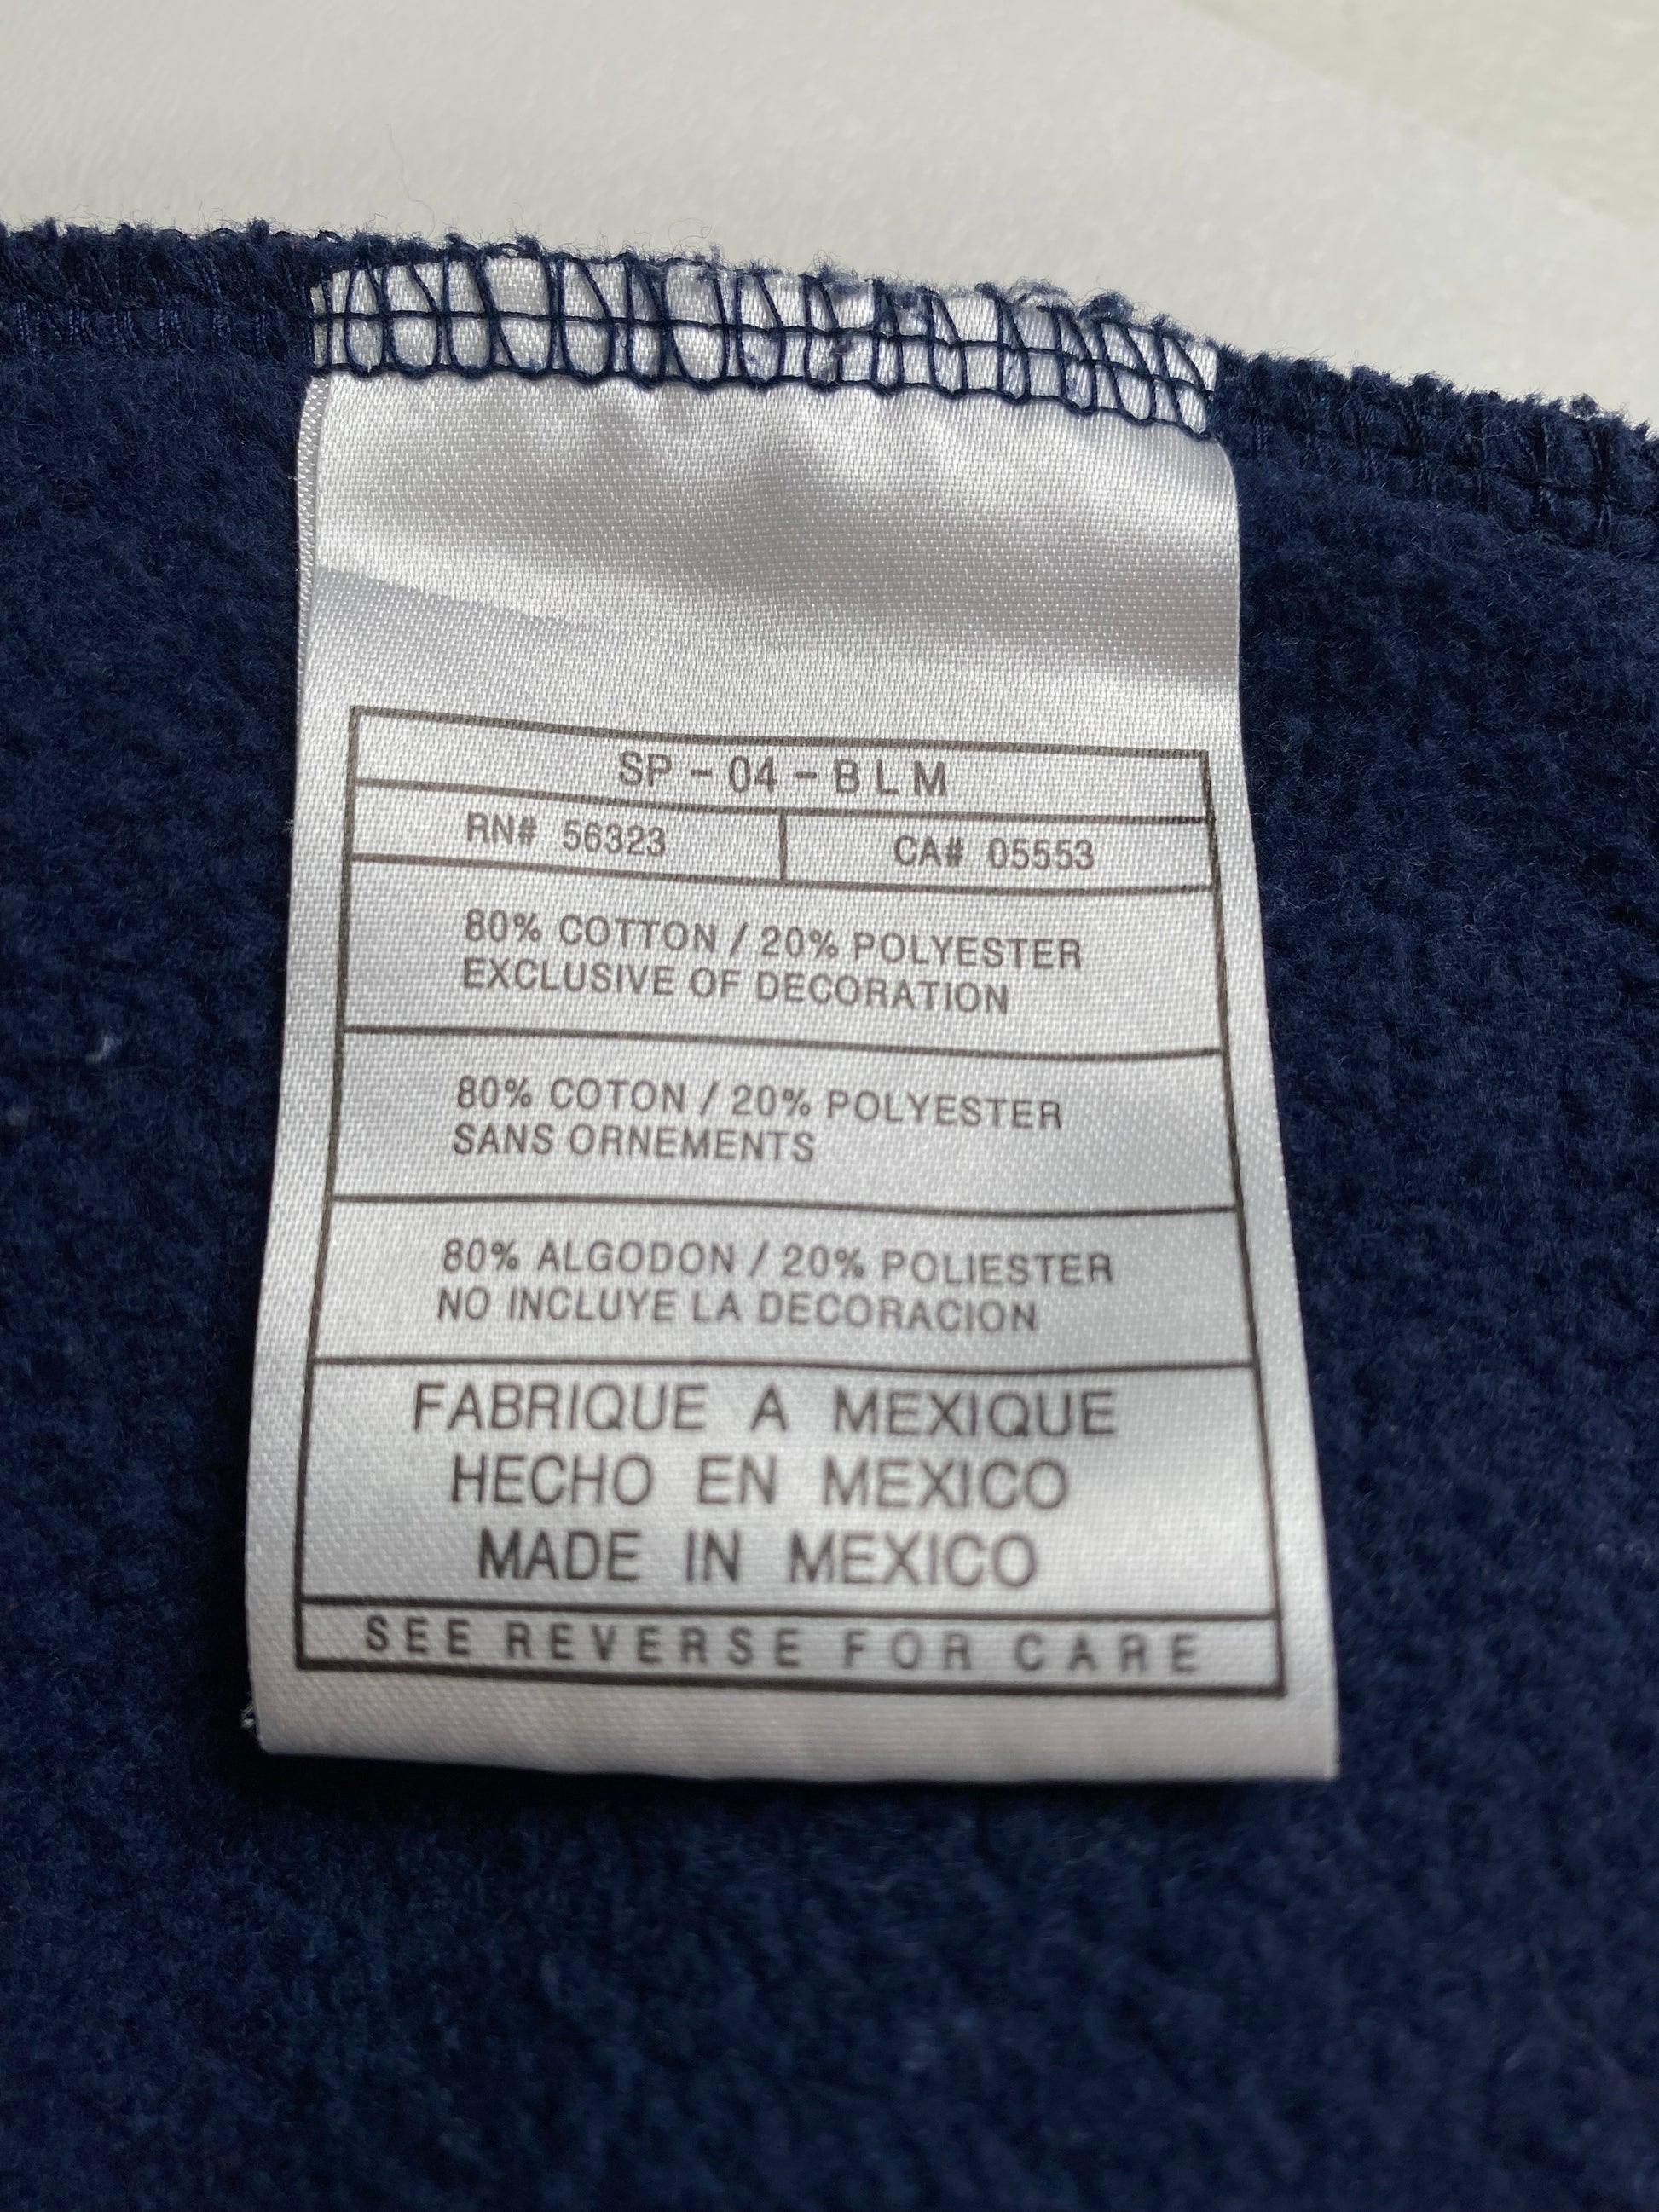 SP - 04 - BLM
RN# 56323 CA# 05553
80% COTTON / 20% POLYESTER
EXCLUSIVE OF DECORATION
80% COTON / 20% POLYESTER
SANS ORNEMENTS
80% ALGODON / 20% POLIESTER
NO INCLUYE LA DECORACION
FABRIQUE A MEXIQUE
HECHO EN MEXICO
MADE IN MEXICO
SEE REVERSE FOR CARE